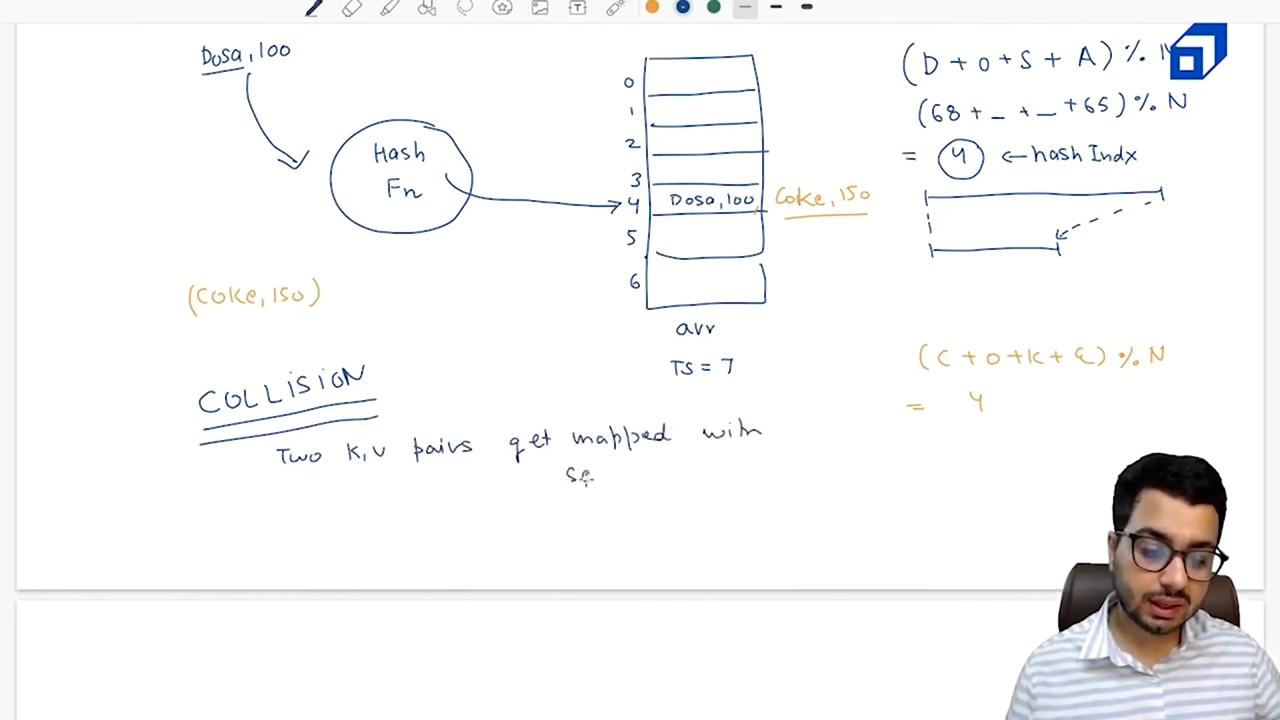 Dosa, 100
Hash
Fn
0
1
2
3
4
5
6
Dosa, 100
Coke, 150
arr
TS = 7
(D + O + S + A) % N
(68 + _ + _ + 65) % N
= 4 ← hash Indx
(Coke, 150)
(C + O + K + E) % N
= 4
COLLISION
Two K,V pairs get mapped with
Sa